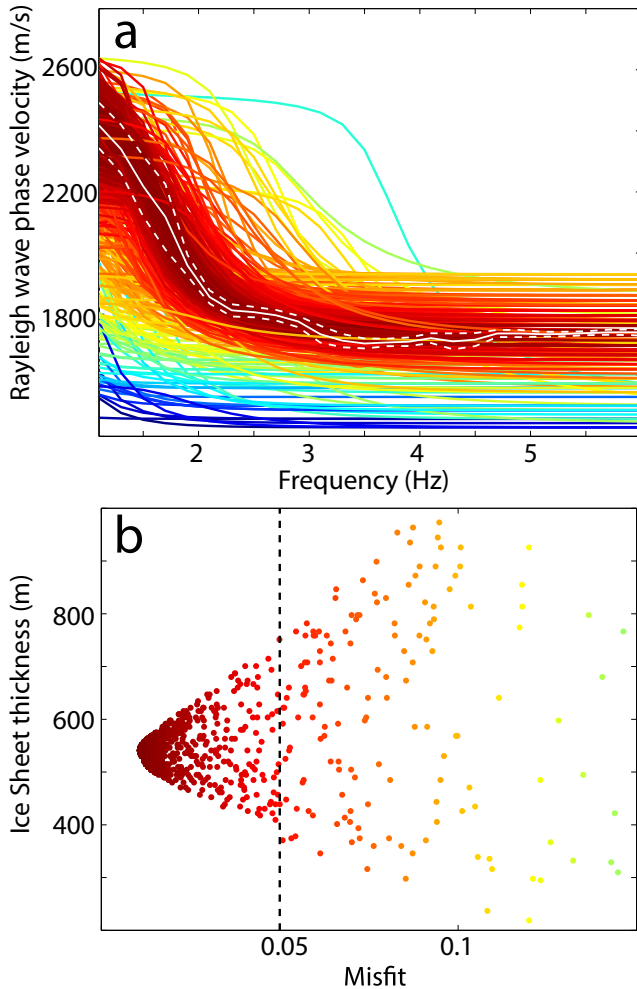 a
Rayleigh wave phase velocity (m/s)
2600
2200
1800
2
3
4
5
Frequency (Hz)
b
Ice Sheet thickness (m)
800
600
400
0.05
0.1
Misfit